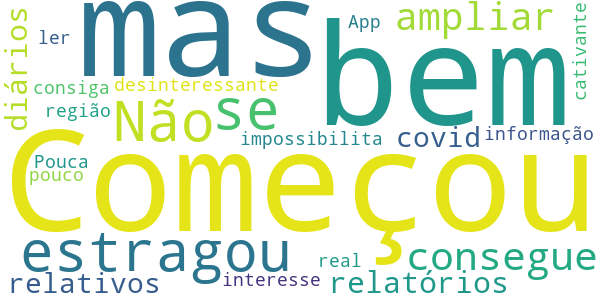 mas
App
ampliar
cativante
diários
ler
bem
consiga
desinteressante
região
Não
se
impossibilita
covid
informação
Começou
Pouca
pouco
estragou
real
consegue
relativos
interesse
relatórios